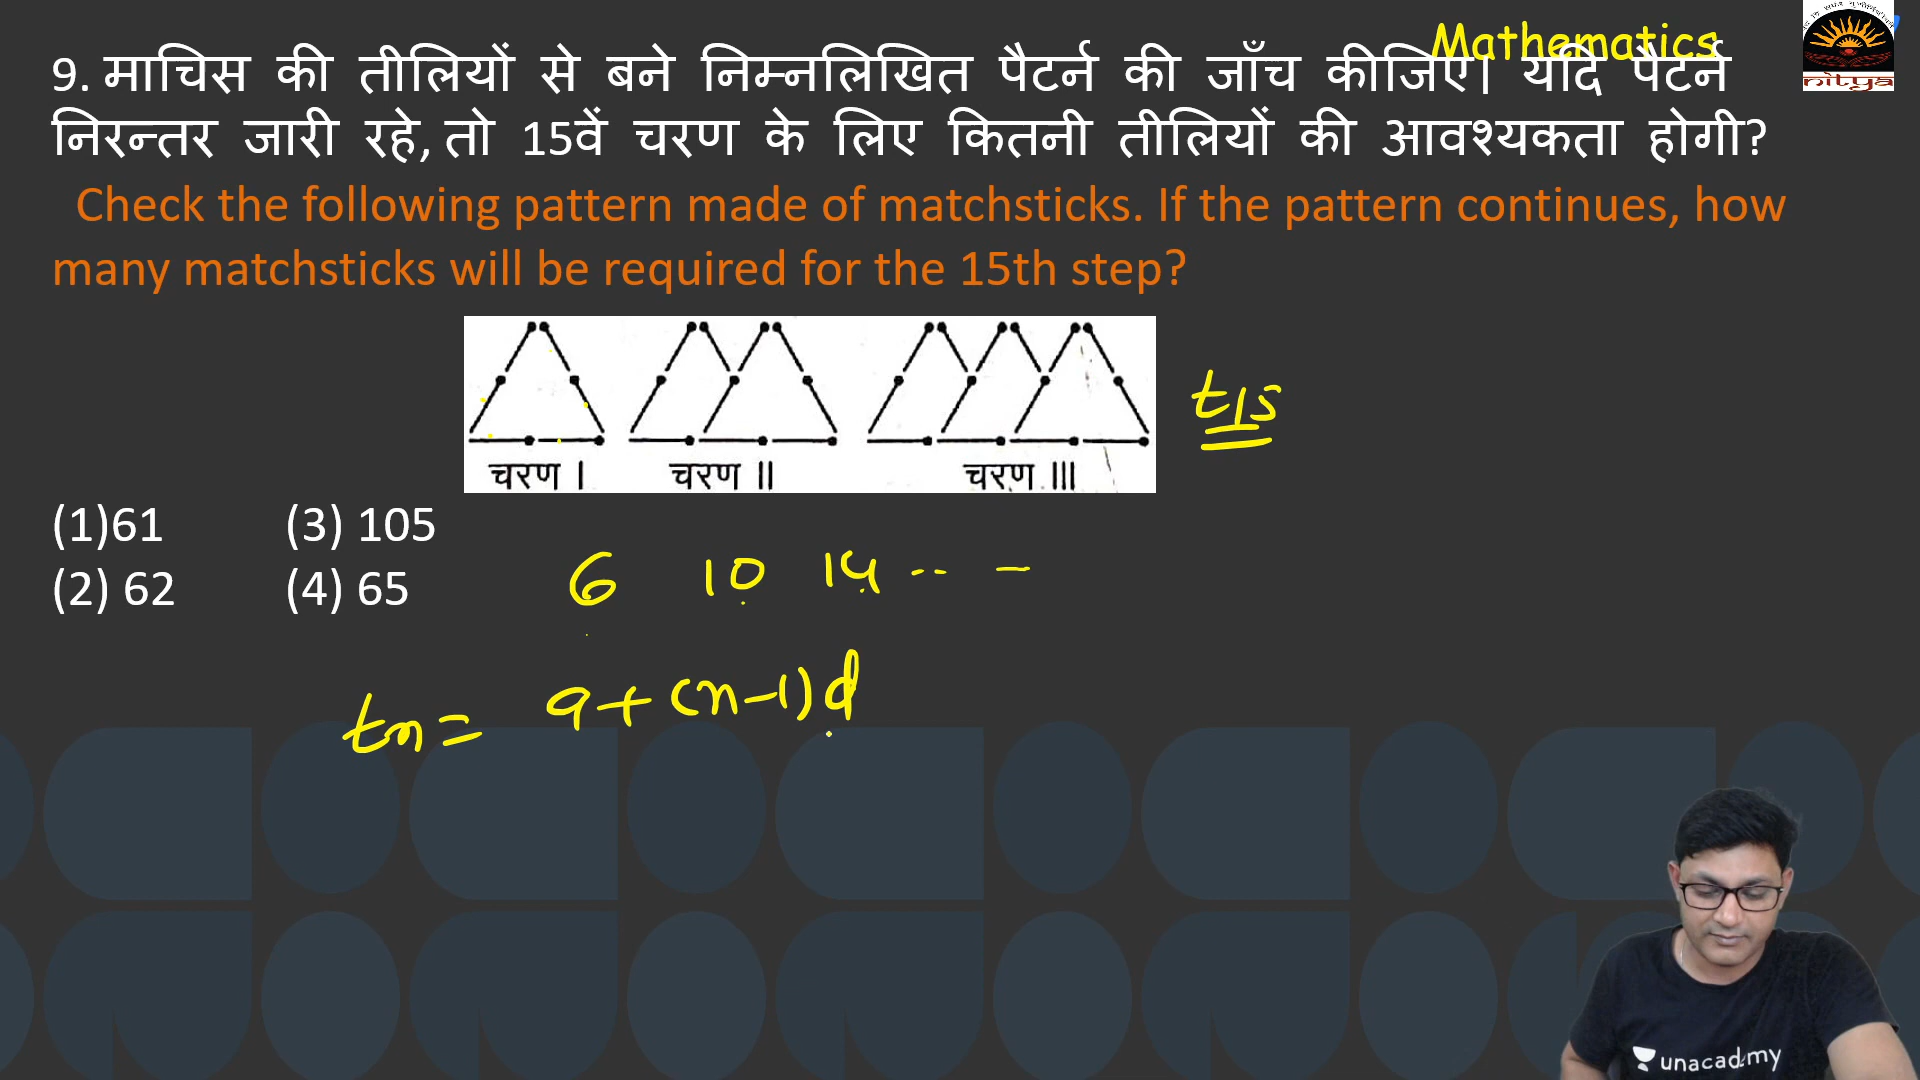 Mathematics
nitya
9. माचिस की तीलियों से बने निम्नलिखित पैटर्न की जाँच कीजिए। यदि पैटर्न
निरन्तर जारी रहे, तो 15वें चरण के लिए कितनी तीलियों की आवश्यकता होगी?
Check the following pattern made of matchsticks. If the pattern continues, how
many matchsticks will be required for the 15th step?
t15
चरण I चरण II चरण III
(1)61 (3) 105
(2) 62 (4) 65
6 10 14 .. –
tn = a+(n-1)d
unacademy